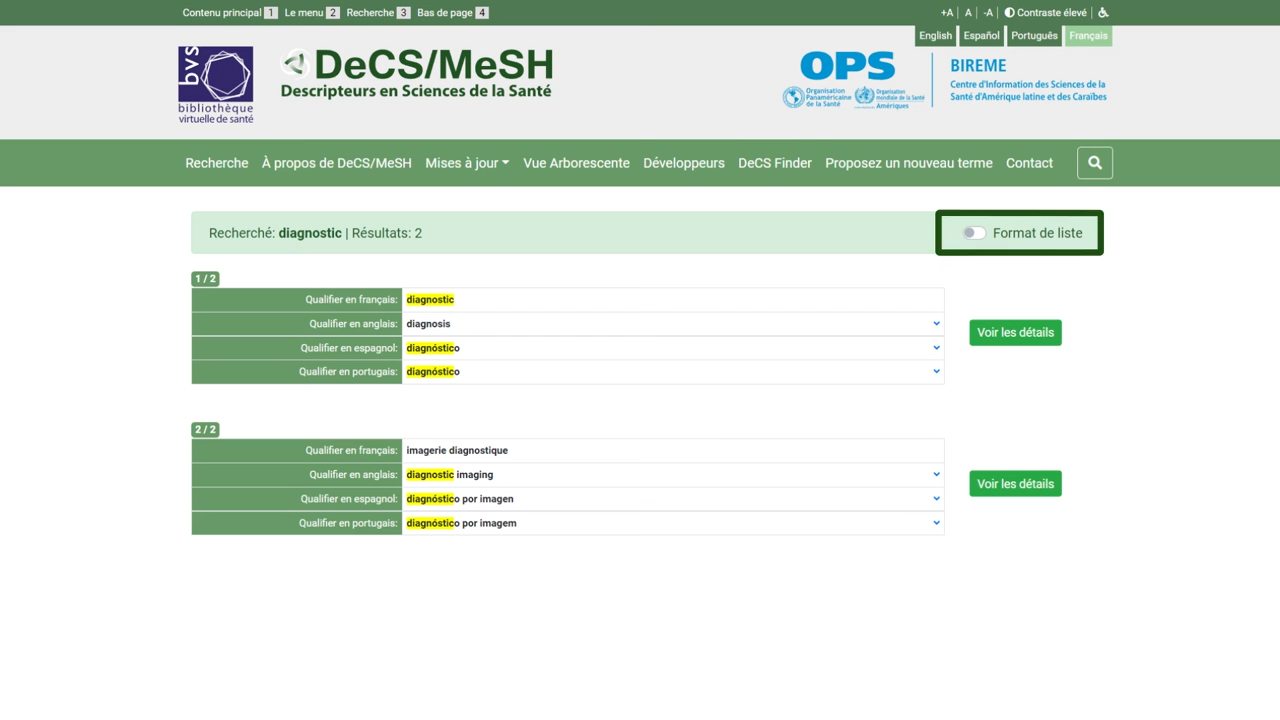 Contenu principal 1 Le menu 2 Recherche 3 Bas de page 4
+A | A | -A | Contraste élevé |
English Español Português Français
bvs
bibliothèque
virtuelle de santé
DeCS/MeSH
Descripteurs en Sciences de la Santé
OPS
Organisation
Panaméricaine
de la Santé
Organisation
mondiale de la Santé
Amériques
BIREME
Centre d'Information des Sciences de la
Santé d'Amérique latine et des Caraïbes
Recherche À propos de DeCS/MeSH Mises à jour Vue Arborescente Développeurs DeCS Finder Proposez un nouveau terme Contact
Recherché: diagnostic | Résultats: 2
Format de liste
1 / 2
Qualifier en français: diagnostic
Qualifier en anglais: diagnosis
Qualifier en espagnol: diagnóstico
Qualifier en portugais: diagnóstico
Voir les détails
2 / 2
Qualifier en français: imagerie diagnostique
Qualifier en anglais: diagnostic imaging
Qualifier en espagnol: diagnóstico por imagen
Qualifier en portugais: diagnóstico por imagem
Voir les détails